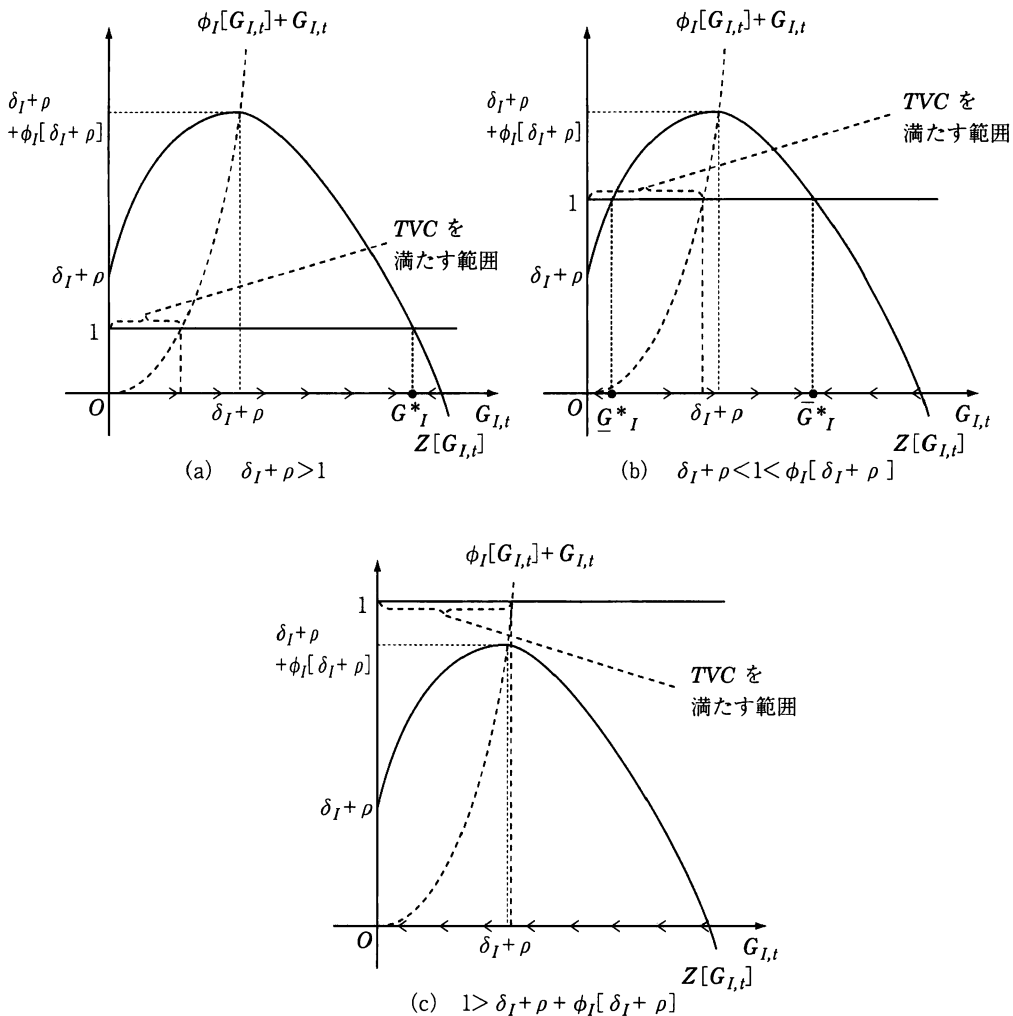 ϕ_I[G_{I,t}]+G_{I,t}
δ_I+ρ
+ϕ_I[δ_I+ρ]
TVC を
満たす範囲
δ_I+ρ
1
O
δ_I+ρ
G*_I
G_{I,t}
Z[G_{I,t}]
(a) δ_I+ρ>1
ϕ_I[G_{I,t}]+G_{I,t}
δ_I+ρ
+ϕ_I[δ_I+ρ]
TVC を
満たす範囲
1
δ_I+ρ
O
G̲*_I
δ_I+ρ
G̅*_I
G_{I,t}
Z[G_{I,t}]
(b) δ_I+ρ<1<ϕ_I[δ_I+ρ]
ϕ_I[G_{I,t}]+G_{I,t}
1
δ_I+ρ
+ϕ_I[δ_I+ρ]
TVC を
満たす範囲
δ_I+ρ
O
δ_I+ρ
G_{I,t}
Z[G_{I,t}]
(c) 1>δ_I+ρ+ϕ_I[δ_I+ρ]